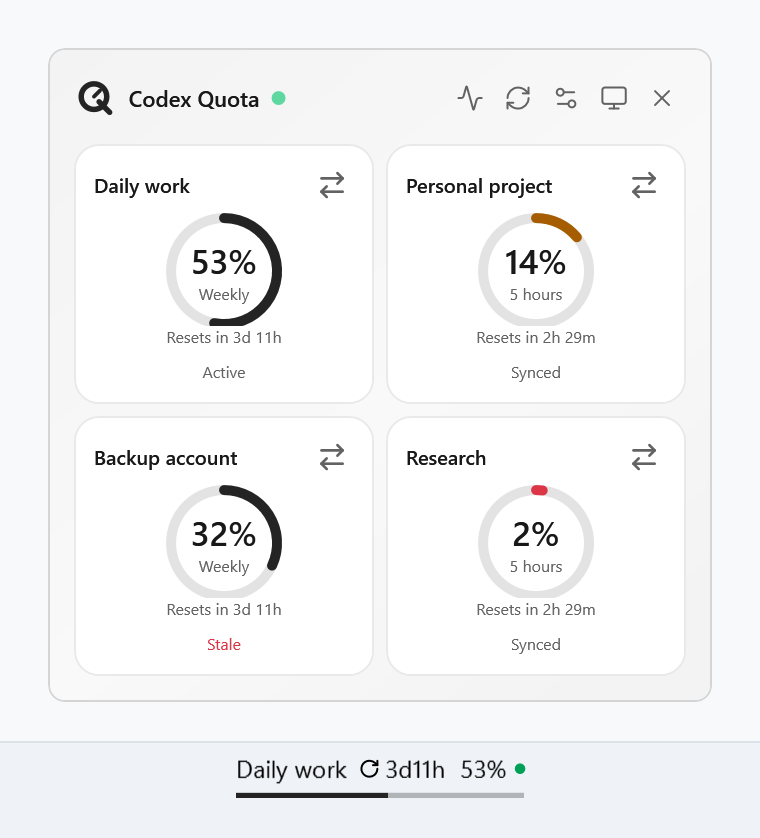 Codex Quota
Daily work
53%
Weekly
Resets in 3d 11h
Active
Personal project
14%
5 hours
Resets in 2h 29m
Synced
Backup account
32%
Weekly
Resets in 3d 11h
Stale
Research
2%
5 hours
Resets in 2h 29m
Synced
Daily work 3d11h 53%